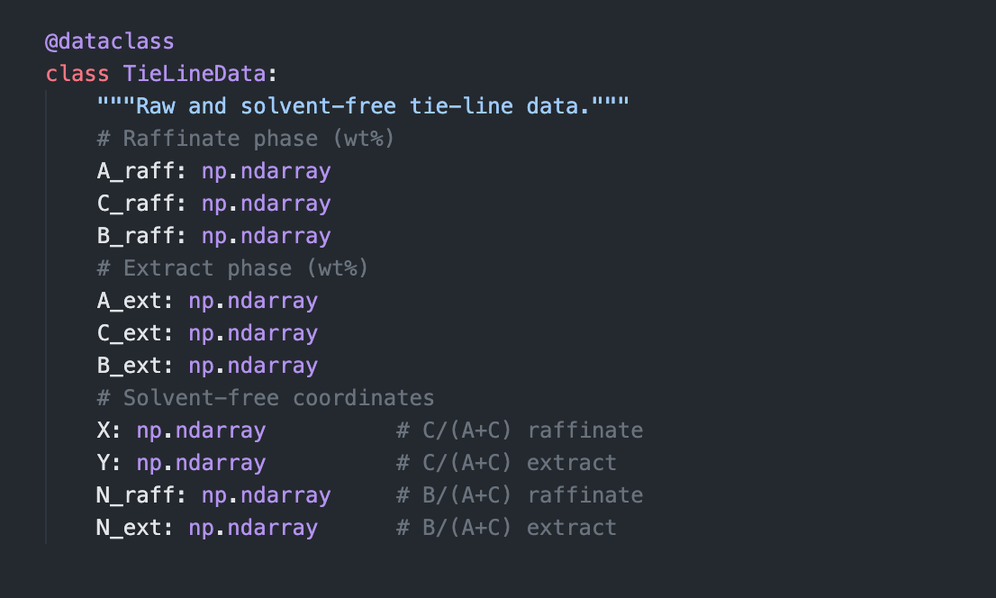 @dataclass
class TieLineData:
    """Raw and solvent-free tie-line data."""
    # Raffinate phase (wt%)
    A_raff: np.ndarray
    C_raff: np.ndarray
    B_raff: np.ndarray
    # Extract phase (wt%)
    A_ext: np.ndarray
    C_ext: np.ndarray
    B_ext: np.ndarray
    # Solvent-free coordinates
    X: np.ndarray          # C/(A+C) raffinate
    Y: np.ndarray          # C/(A+C) extract
    N_raff: np.ndarray     # B/(A+C) raffinate
    N_ext: np.ndarray      # B/(A+C) extract